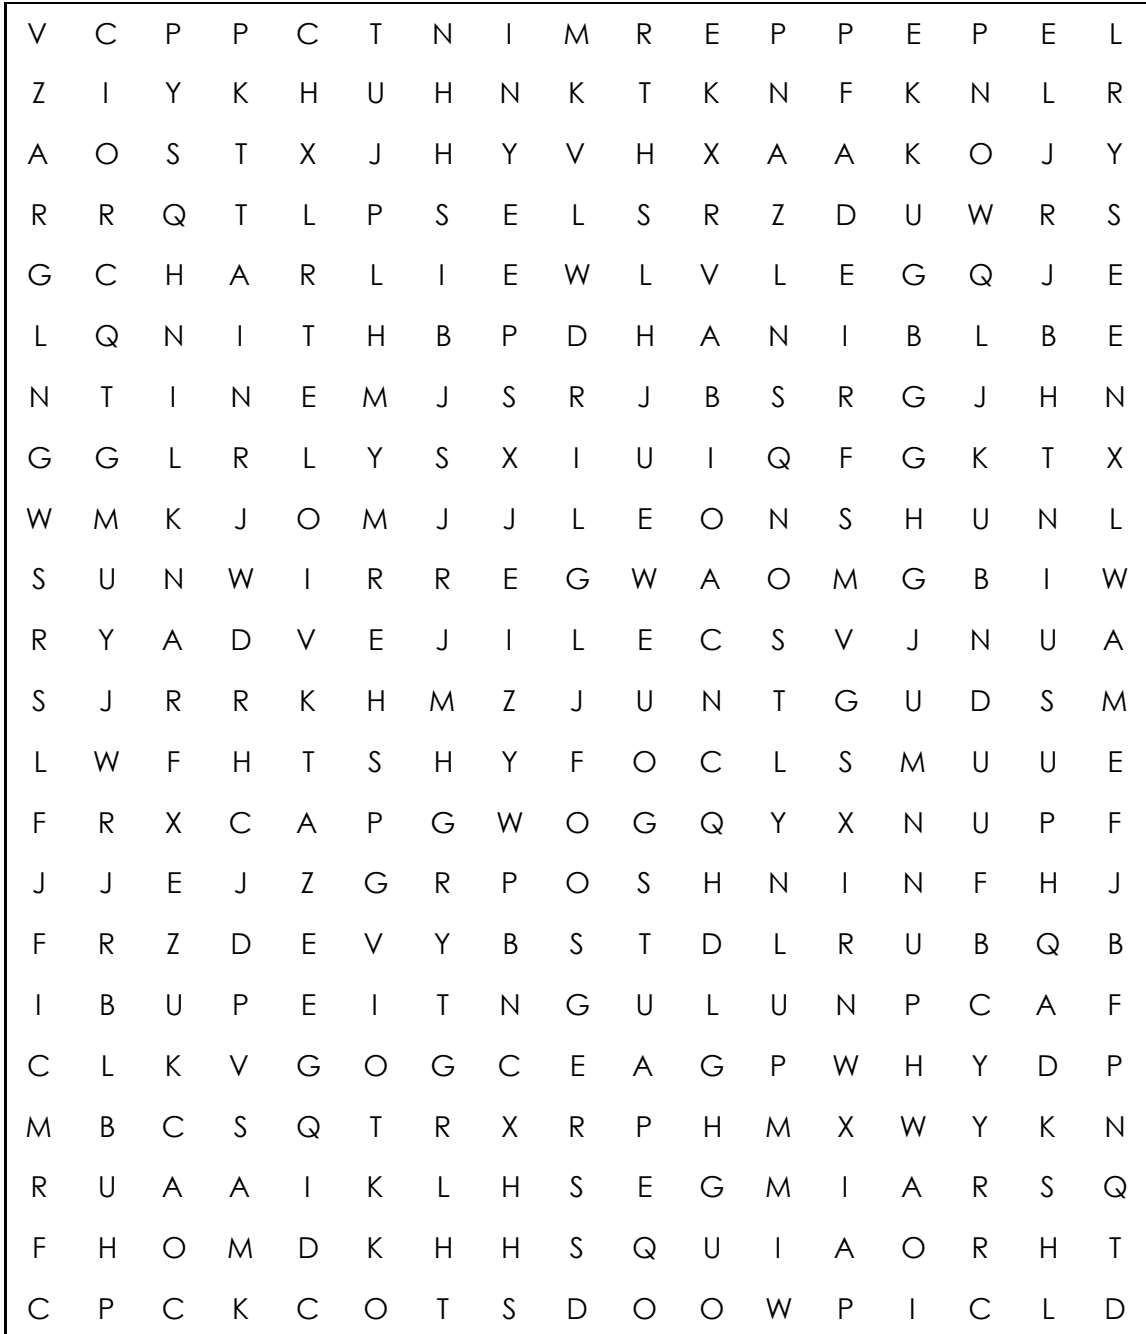 V C P P C T N I M R E P P E P E L
Z I Y K H U H N K T K N F K N L R
A O S T X J H Y V H X A A K O J Y
R R Q T L P S E L S R Z D U W R S
G C H A R L I E W L V L E G Q J E
L Q N I T H B P D H A N I B L B E
N T I N E M J S R J B S R G J H N
G G L R L Y S X I U I Q F G K T X
W M K J O M J J L E O N S H U N L
S U N W I R R E G W A O M G B I W
R Y A D V E J I L E C S V J N U A
S J R R K H M Z J U N T G U D S M
L W F H T S H Y F O C L S M U U E
F R X C A P G W O G Q Y X N U P F
J J E J Z G R P O S H N I N F H J
F R Z D E V Y B S T D L R U B Q B
I B U P E I T N G U L U N P C A F
C L K V G O G C E A G P W H Y D P
M B C S Q T R X R P H M X W Y K N
R U A A I K L H S E G M I A R S Q
F H O M D K H H S Q U I A O R H T
C P C K C O T S D O O W P I C L D